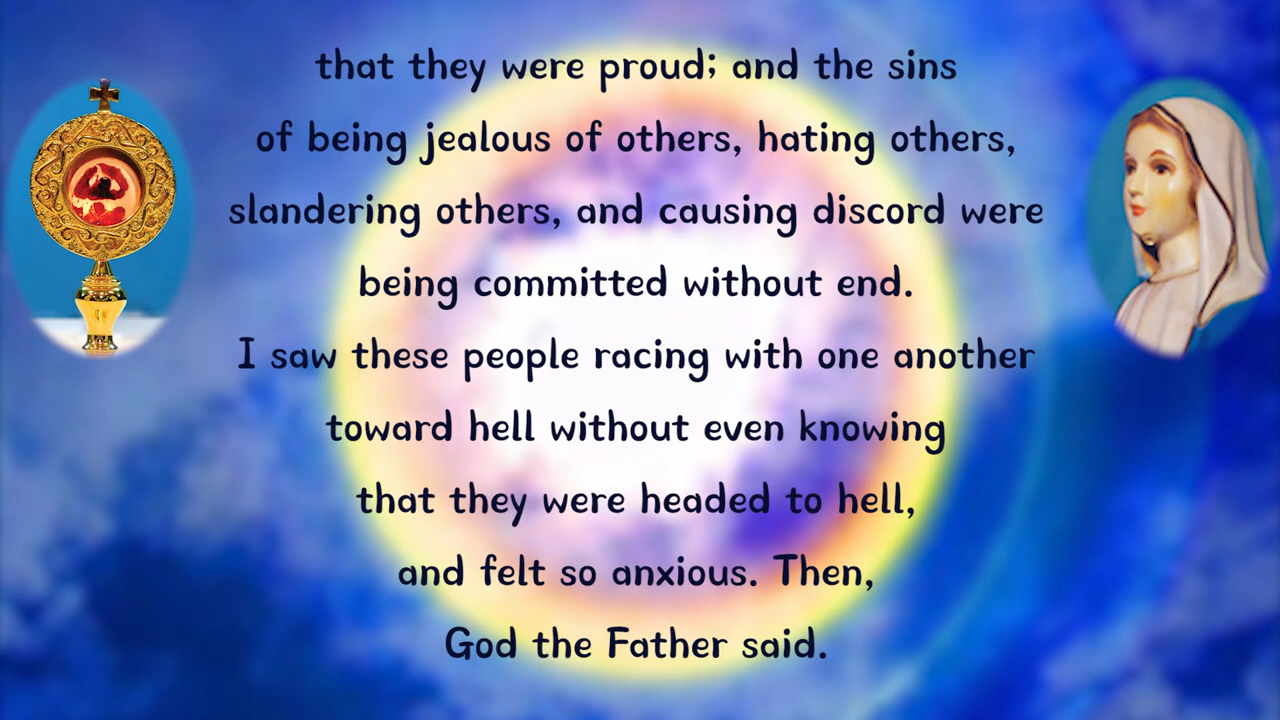 that they were proud; and the sins
of being jealous of others, hating others,
slandering others, and causing discord were
being committed without end.
I saw these people racing with one another
toward hell without even knowing
that they were headed to hell,
and felt so anxious. Then,
God the Father said.